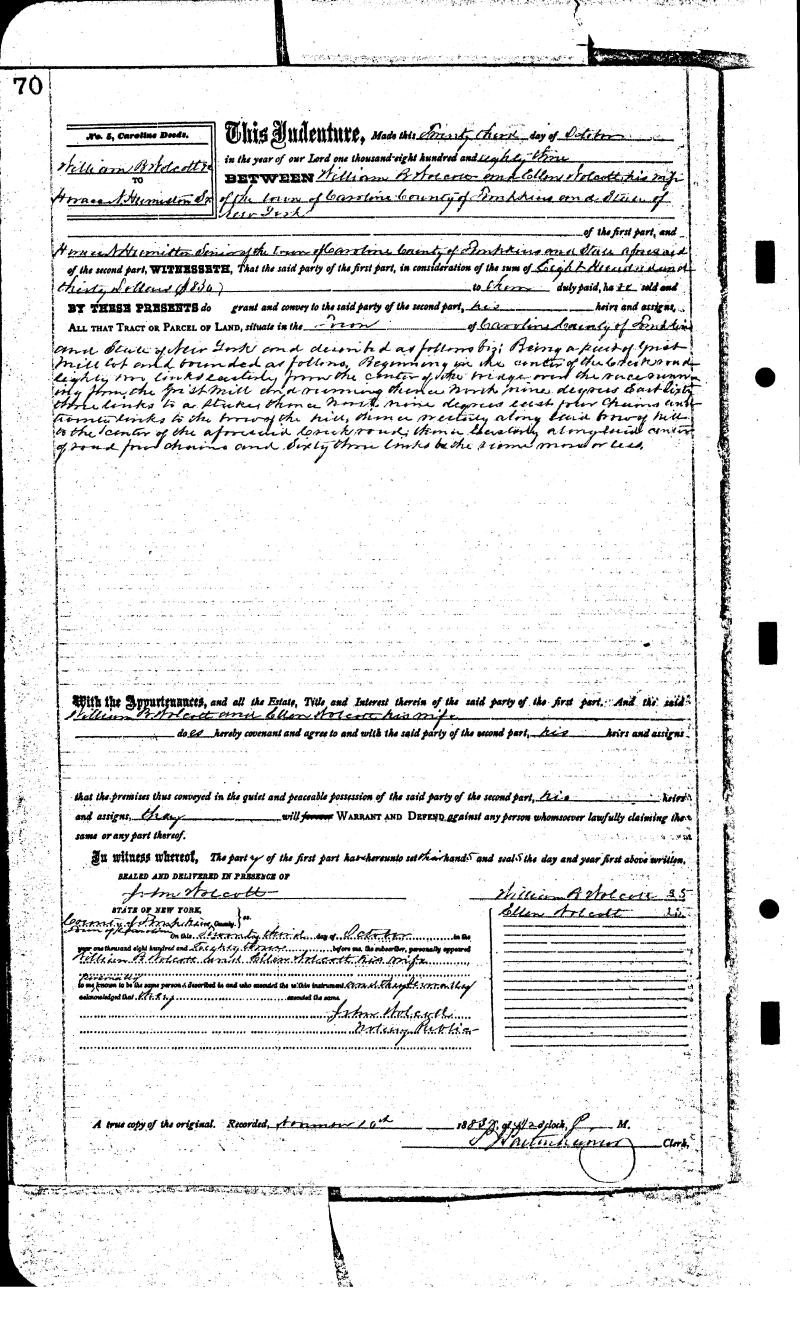 70
No. 5, Caroline Deeds.
William B Wolcott
TO
Horace N Humiston Sr
This Indenture, Made this Twenty third day of October
in the year of our Lord one thousand eight hundred and eighty three
BETWEEN William B Wolcott and Ellen Wolcott his wife
of the town of Caroline County of Tompkins and State of
New York
of the first part, and
Horace N Humiston Senior of the Town of Caroline County of Tompkins and State aforesaid
of the second part, WITNESSETH, That the said party of the first part, in consideration of the sum of Eight Hundred and
thirty Dollars ($830) to them duly paid, have sold and
BY THESE PRESENTS do grant and convey to the said party of the second part, his heirs and assigns,
ALL THAT TRACT OR PARCEL OF LAND, situate in the Town of Caroline County of Tompkins
and State of New York and described as follows viz; Being a part of Grist
Mill lot and bounded as follows, Beginning in the center of the Creek road
eighty links easterly from the center of the bridge over the race runn
ing from the Grist Mill and running thence North nine degrees East Sixty
three links to a Stake, thence North nine degrees east four Chains and
links to the brow of the hill, thence westerly along said brow of hill
to the center of the aforesaid Creek road; thence Easterly along said center
of road four chains and Sixty three links be the same more or less.
With the Appurtenances, and all the Estate, Title and Interest therein of the said party of the first part. And the said
William B Wolcott and Ellen Wolcott his wife
does hereby covenant and agree to and with the said party of the second part, his heirs and assigns
that the premises thus conveyed in the quiet and peaceable possession of the said party of the second part, his heirs
and assigns, they will forever WARRANT AND DEFEND against any person whomsoever lawfully claiming the
same or any part thereof.
In witness whereof, The party of the first part have hereunto set their hands and seals the day and year first above written.
SEALED AND DELIVERED IN PRESENCE OF
John Wolcott
William B Wolcott L.S
Ellen Wolcott L.S.
STATE OF NEW YORK,
County of Tompkins } ss.
Town of Caroline On this twenty third day of October in the
year one thousand eight hundred and Eighty three before me, the subscriber, personally appeared
William B Wolcott and Ellen Wolcott his wife
personally
to me known to be the same persons described in and who executed the within instrument and they severally
acknowledged that they executed the same
John Wolcott
Notary Public
A true copy of the original. Recorded, 10th 1883, at o'clock, P. M.
Clerk.